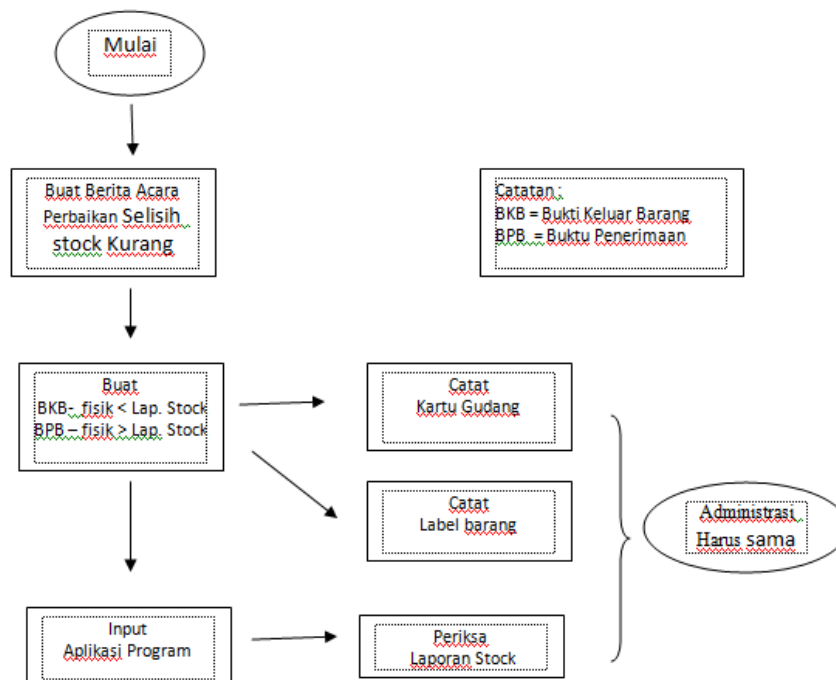 Mulai
Buat Berita Acara
Perbaikan Selisih
stock Kurang
Catatan :
BKB = Bukti Keluar Barang
BPB = Buktu Penerimaan
Buat
BKB- fisik < Lap. Stock
BPB – fisik > Lap. Stock
Catat
Kartu Gudang
Catat
Label barang
Administrasi
Harus sama
Input
Aplikasi Program
Periksa
Laporan Stock